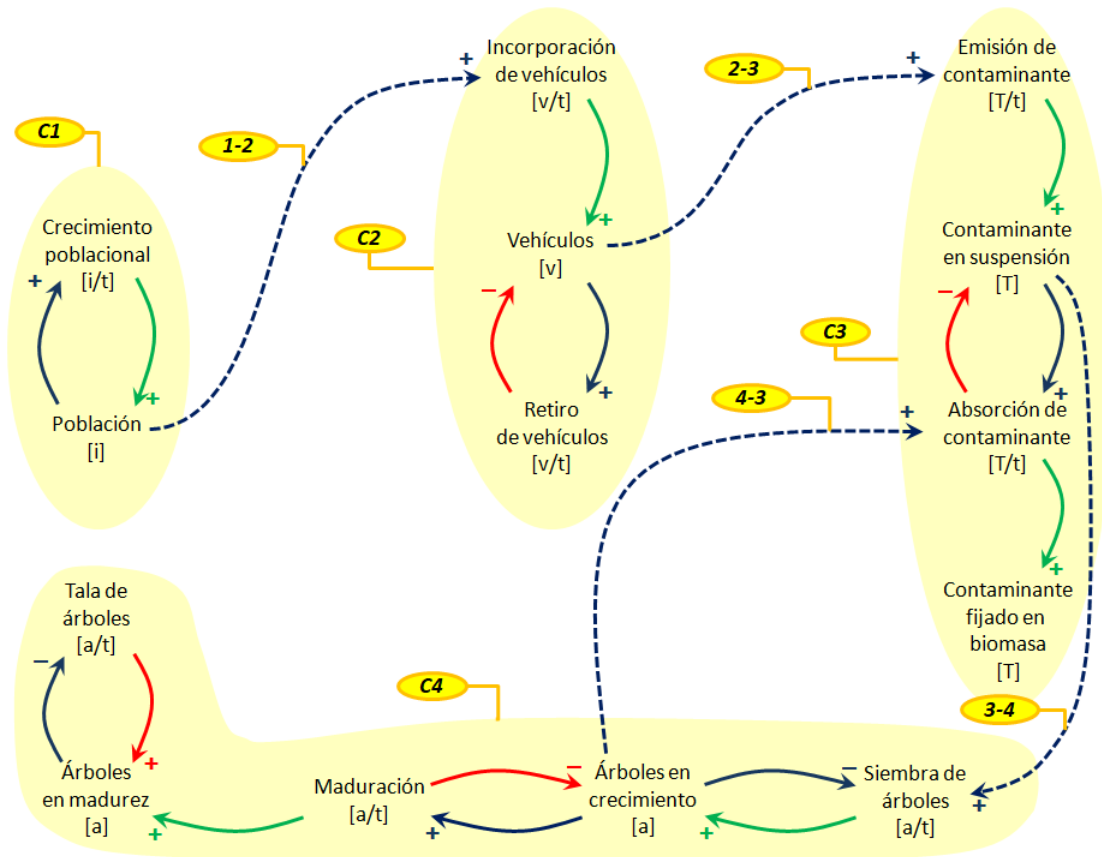 C1
Crecimiento
poblacional
[i/t]
+
+
Población
[i]
1-2
+
Incorporación
de vehículos
[v/t]
+
C2
Vehículos
[v]
−
+
Retiro
de vehículos
[v/t]
2-3
+
Emisión de
contaminante
[T/t]
+
Contaminante
en suspensión
[T]
−
C3
+
4-3
+
Absorción de
contaminante
[T/t]
+
Contaminante
fijado en
biomasa
[T]
3-4
Tala de
árboles
[a/t]
−
+
Árboles
en madurez
[a]
+
C4
Maduración
[a/t]
−
+
Árboles en
crecimiento
[a]
−
+
Siembra de
árboles
[a/t]
+